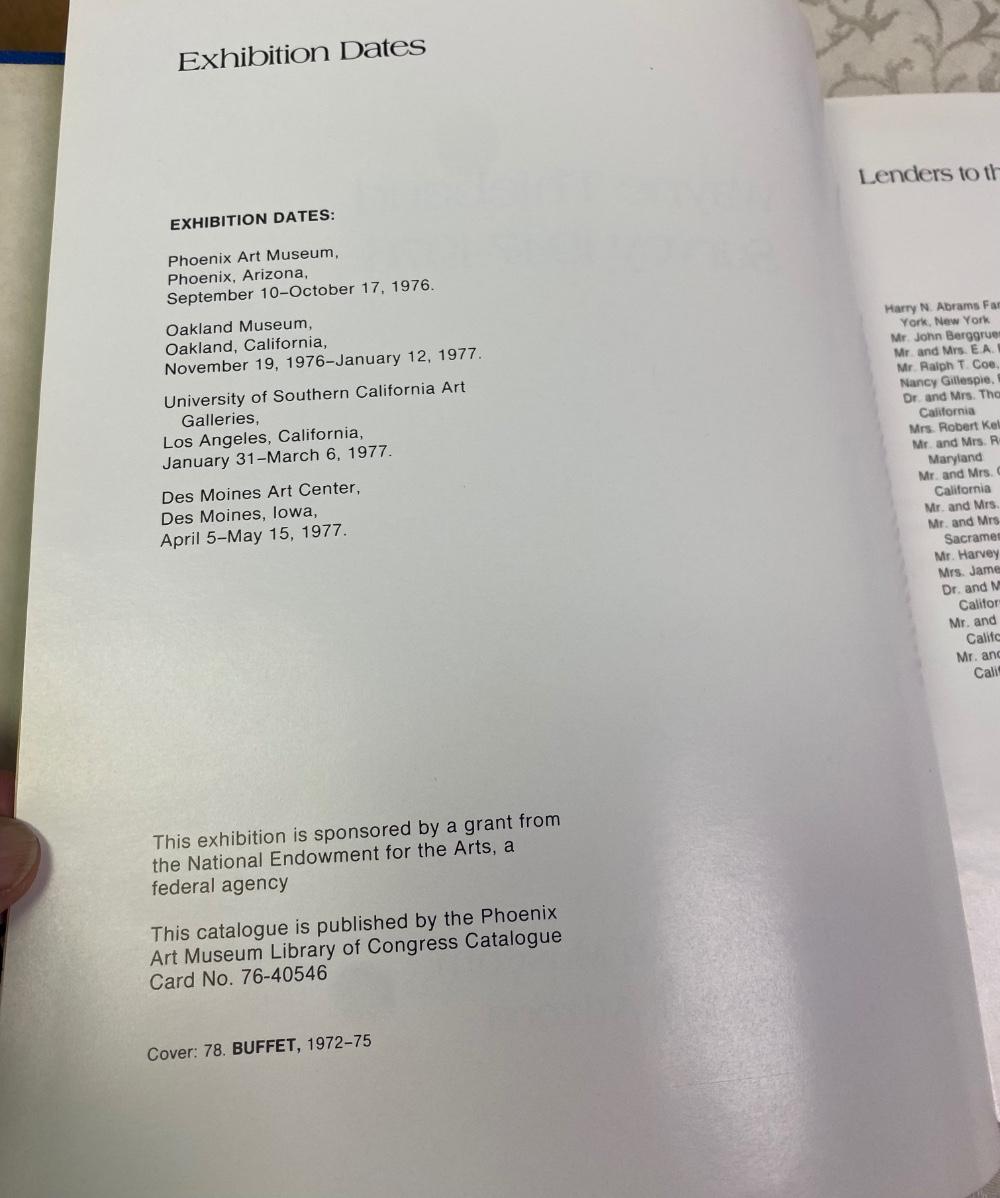 Exhibition Dates
EXHIBITION DATES:
Phoenix Art Museum,
Phoenix, Arizona,
September 10–October 17, 1976.
Oakland Museum,
Oakland, California,
November 19, 1976–January 12, 1977.
University of Southern California Art
Galleries,
Los Angeles, California,
January 31–March 6, 1977.
Des Moines Art Center,
Des Moines, Iowa,
April 5–May 15, 1977.
This exhibition is sponsored by a grant from
the National Endowment for the Arts, a
federal agency
This catalogue is published by the Phoenix
Art Museum Library of Congress Catalogue
Card No. 76-40546
Cover: 78. BUFFET, 1972–75
Lenders to
Harry N. Abrams
York, New York
Mr. John
Mr. and Mrs. E.A.
Mr. Ralph T. Coe,
Nancy Gillespie,
Dr. and Mrs.
California
Mrs. Robert
Mr. and Mrs.
Maryland
Mr. and Mrs.
California
Mr. and Mrs.
Mr. and Mrs
Mr. Harvey
Mrs.
Dr. and
Mr. and
Mr.